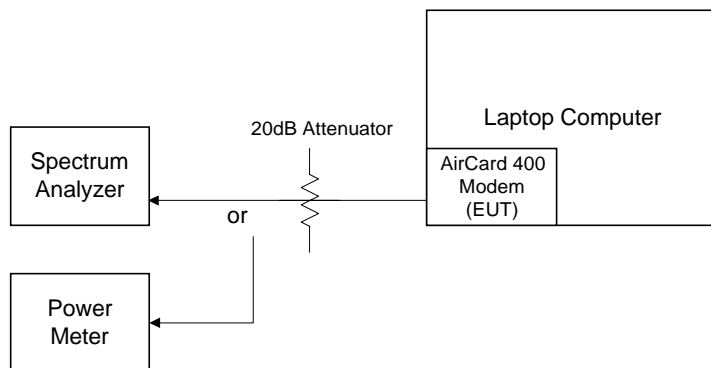 Laptop Computer
20dB Attenuator
Spectrum
Analyzer
AirCard 400
Modem
(EUT)
or
Power
Meter